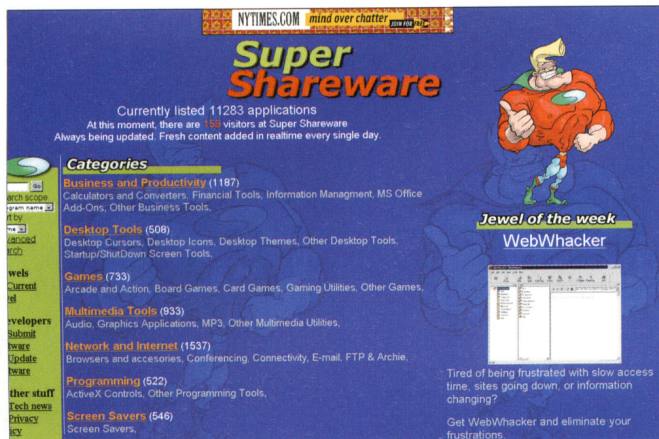 NYTIMES.COM mind over chatter JOIN FOR
Super
Shareware
Currently listed 11283 applications
At this moment, there are 158 visitors at Super Shareware
Always being updated. Fresh content added in realtime every single day.
Go
arch scope
ogram name
rt by
me
vanced
arch
wels
Current
el
evelopers
Submit
tware
Update
tware
ther stuff
Tech news
Privacy
icy
Categories
Business and Productivity (1187)
Calculators and Converters, Financial Tools, Information Managment, MS Office
Add-Ons, Other Business Tools,
Desktop Tools (508)
Desktop Cursors, Desktop Icons, Desktop Themes, Other Desktop Tools,
Startup/ShutDown Screen Tools,
Games (733)
Arcade and Action, Board Games, Card Games, Gaming Utilities, Other Games,
Multimedia Tools (933)
Audio, Graphics Applications, MP3, Other Multimedia Utilities,
Network and Internet (1537)
Browsers and accesories, Conferencing, Connectivity, E-mail, FTP & Archie,
Programming (522)
ActiveX Controls, Other Programming Tools,
Screen Savers (546)
Screen Savers,
Jewel of the week
WebWhacker
Tired of being frustrated with slow access
time, sites going down, or information
changing?
Get WebWhacker and eliminate your
frustrations